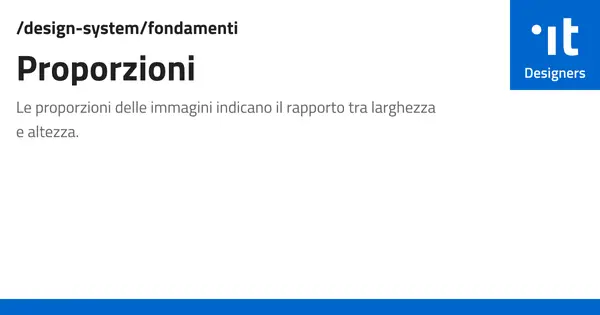 /design-system/fondamenti
Proporzioni
Le proporzioni delle immagini indicano il rapporto tra larghezza
e altezza.
it
Designers